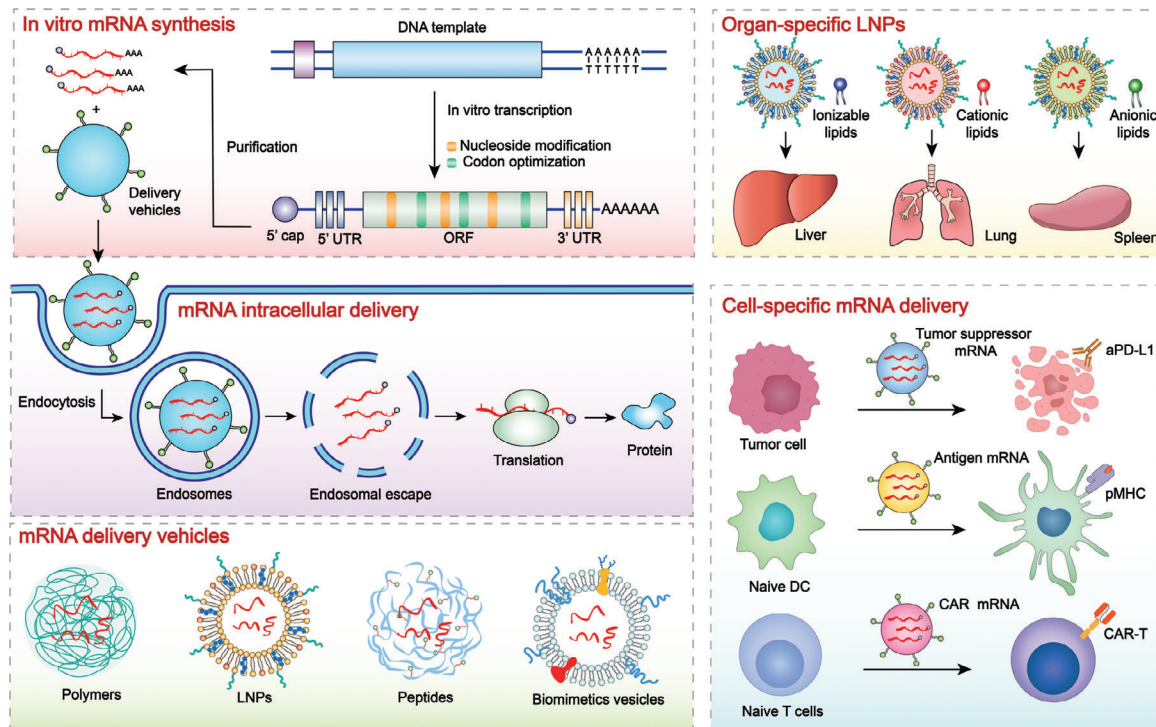 In vitro mRNA synthesis
AAA
AAA
AAA
+
Delivery
vehicles
Purification
DNA template
AAAAAA
TTTTTT
In vitro transcription
Nucleoside modification
Codon optimization
AAAAAA
5' cap
5' UTR
ORF
3' UTR
mRNA intracellular delivery
Endocytosis
Endosomes
Endosomal escape
Translation
Protein
mRNA delivery vehicles
Polymers
LNPs
Peptides
Biomimetics vesicles
Organ-specific LNPs
Ionizable
lipids
Cationic
lipids
Anionic
lipids
Liver
Lung
Spleen
Cell-specific mRNA delivery
Tumor suppressor
mRNA
aPD-L1
Tumor cell
Antigen mRNA
pMHC
Naive DC
CAR mRNA
CAR-T
Naive T cells